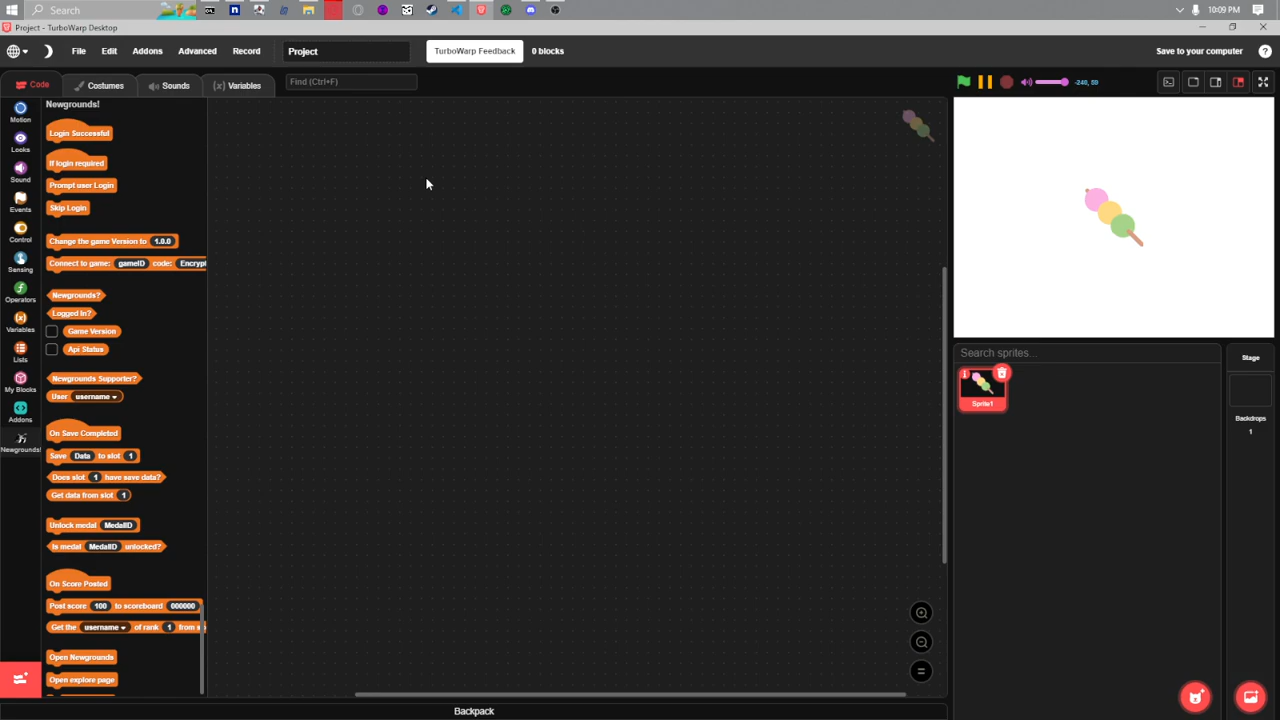 Search
10:09 PM
Project - TurboWarp Desktop
File Edit Addons Advanced Record Project TurboWarp Feedback 0 blocks Save to your computer ?
Code Costumes Sounds Variables Find (Ctrl+F) -240, 59
Newgrounds!
Motion
Looks
Sound
Events
Control
Sensing
Operators
Variables
Lists
My Blocks
Addons
Newgrounds!
Login Successful
If login required
Prompt user Login
Skip Login
Change the game Version to 1.0.0
Connect to game: gameID code: Encrypt
Newgrounds?
Logged In?
Game Version
Api Status
Newgrounds Supporter?
User username
On Save Completed
Save Data to slot 1
Does slot 1 have save data?
Get data from slot 1
Unlock medal MedalID
Is medal MedalID unlocked?
On Score Posted
Post score 100 to scoreboard 000000
Get the username of rank 1 from
Open Newgrounds
Open explore page
Search sprites...
Sprite1
Stage
Backdrops
1
Backpack